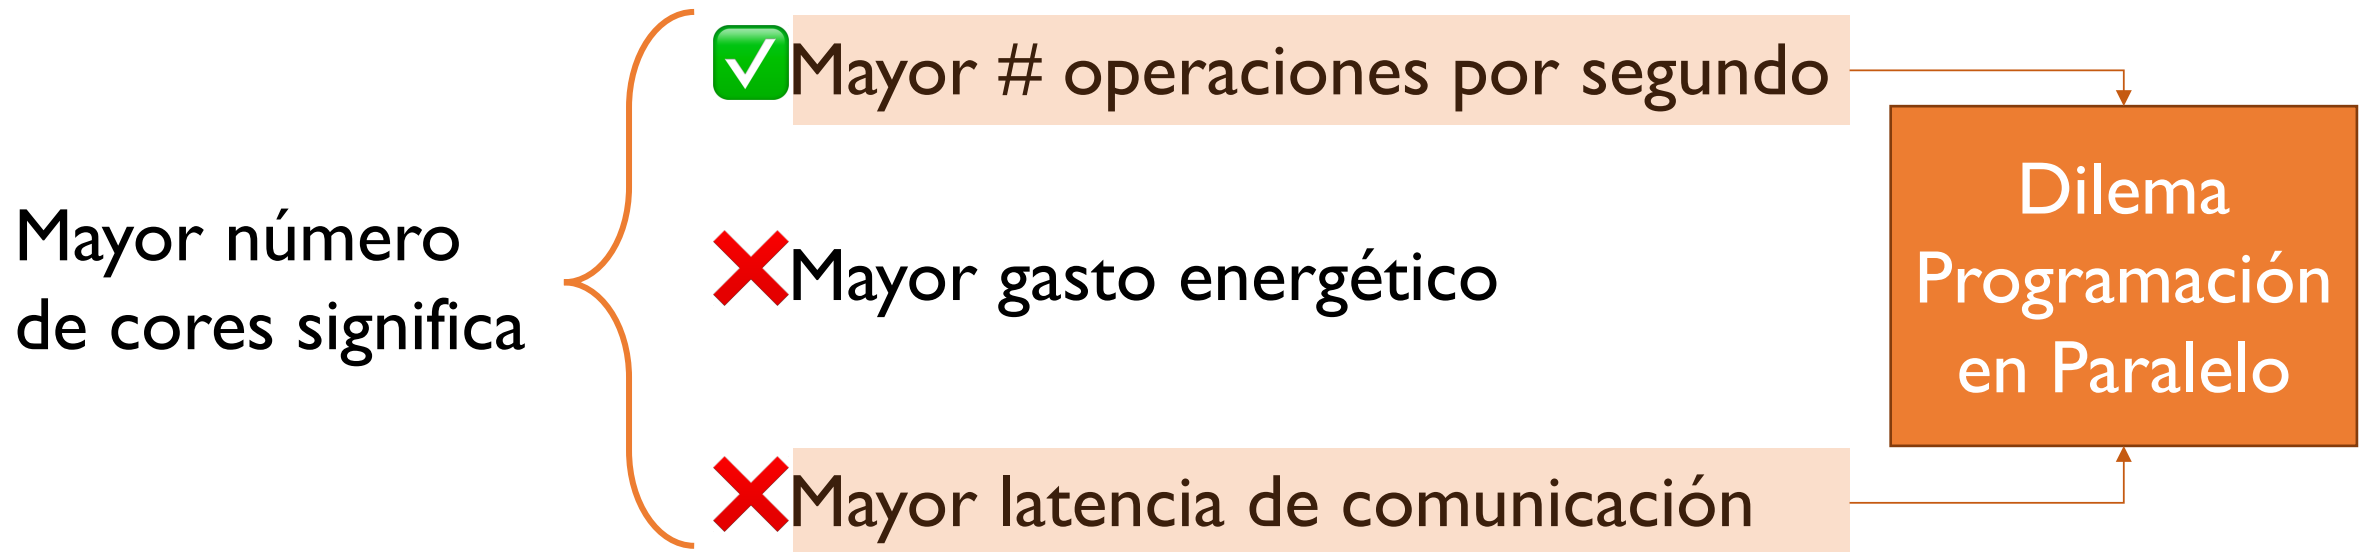 Mayor número
de cores significa
✅Mayor # operaciones por segundo
❌Mayor gasto energético
❌Mayor latencia de comunicación
Dilema
Programación
en Paralelo